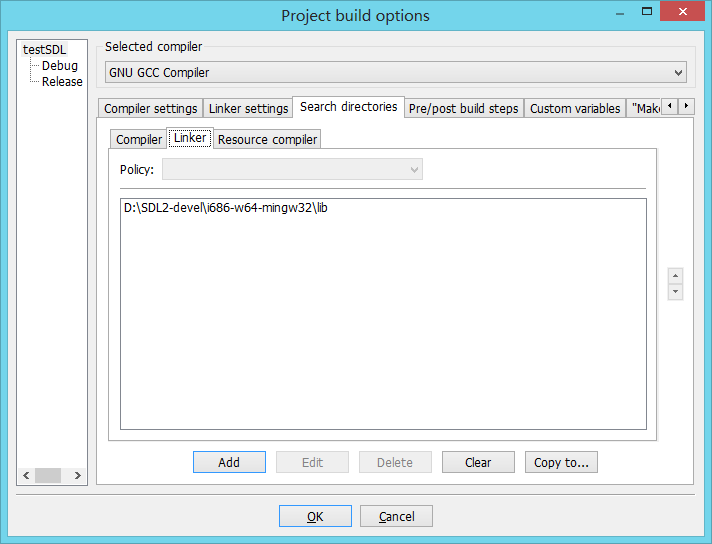 Project build options
testSDL
Debug
Release
Selected compiler
GNU GCC Compiler
Compiler settings Linker settings Search directories Pre/post build steps Custom variables "Make
Compiler Linker Resource compiler
Policy:
D:\SDL2-devel\i686-w64-mingw32\lib
Add Edit Delete Clear Copy to...
OK Cancel